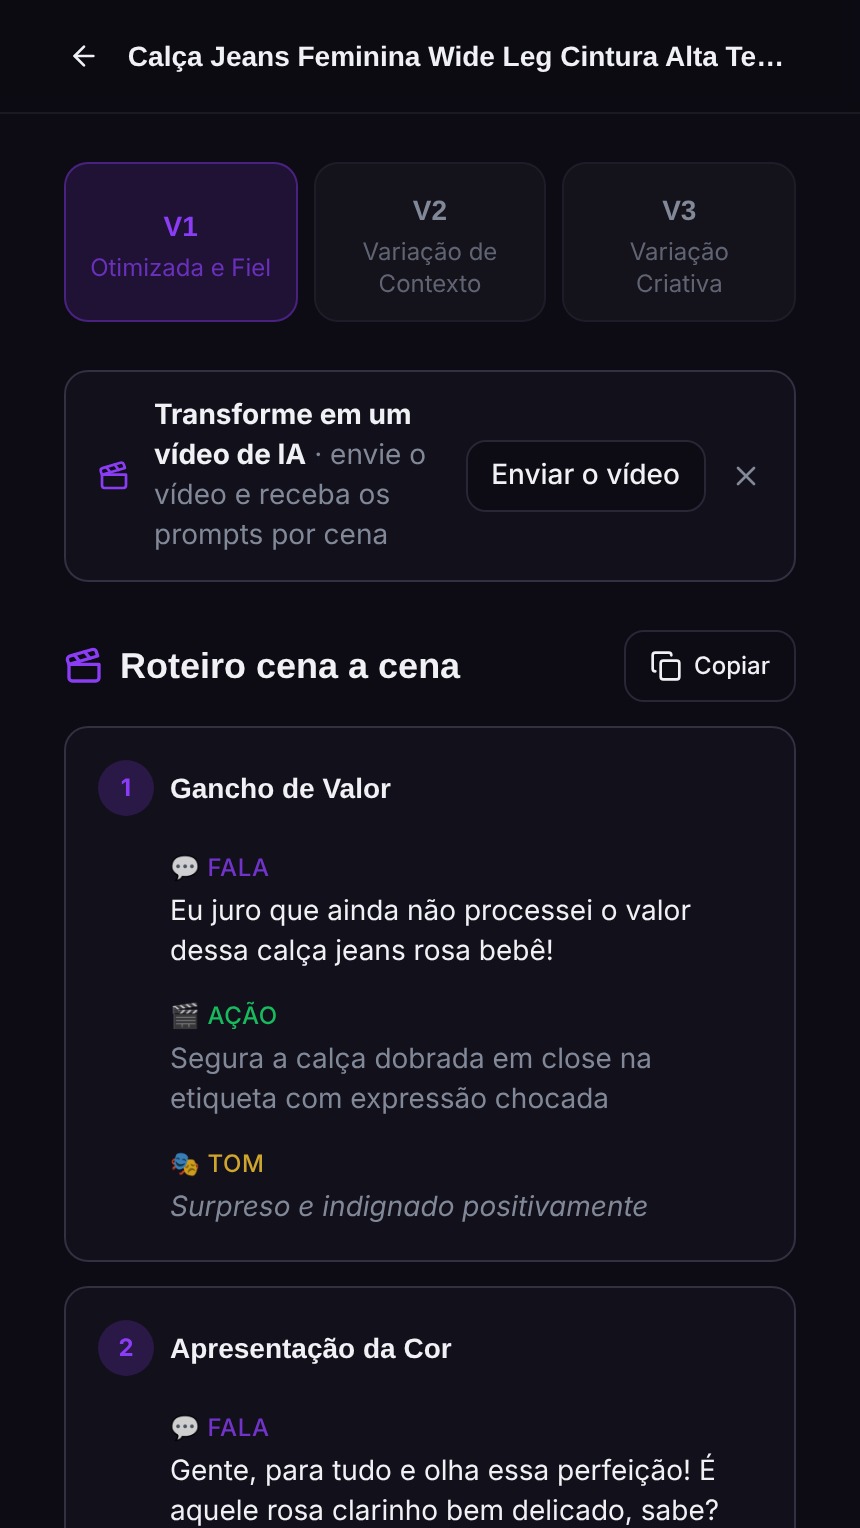 Calça Jeans Feminina Wide Leg Cintura Alta Te...
V1
Otimizada e Fiel
V2
Variação de
Contexto
V3
Variação
Criativa
Transforme em um
vídeo de IA · envie o
vídeo e receba os
prompts por cena
Enviar o vídeo
Roteiro cena a cena
Copiar
1
Gancho de Valor
💬 FALA
Eu juro que ainda não processei o valor
dessa calça jeans rosa bebê!
🎬 AÇÃO
Segura a calça dobrada em close na
etiqueta com expressão chocada
🎭 TOM
Surpreso e indignado positivamente
2
Apresentação da Cor
💬 FALA
Gente, para tudo e olha essa perfeição! É
aquele rosa clarinho bem delicado, sabe?